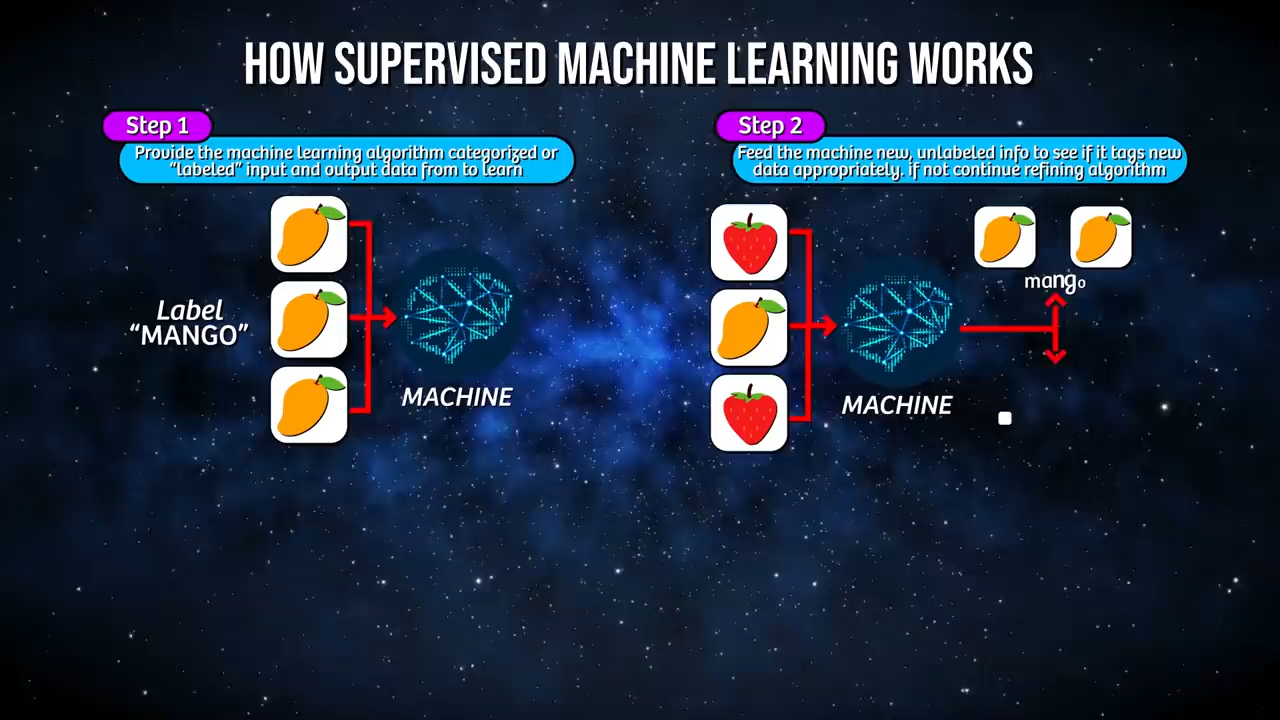 HOW SUPERVISED MACHINE LEARNING WORKS
Step 1
Provide the machine learning algorithm categorized or
“labeled” input and output data from to learn
Label
“MANGO”
MACHINE
Step 2
Feed the machine new, unlabeled info to see if it tags new
data appropriately. if not continue refining algorithm
MACHINE
mango